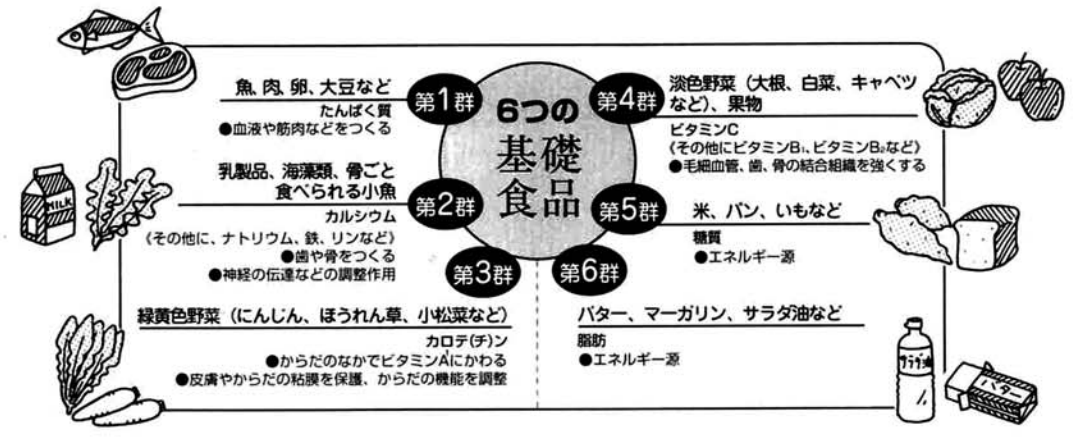 6つの
基礎
食品
第1群
魚、肉、卵、大豆など
たんぱく質
●血液や筋肉などをつくる
第2群
乳製品、海藻類、骨ごと
食べられる小魚
カルシウム
《その他に、ナトリウム、鉄、リンなど》
●歯や骨をつくる
●神経の伝達などの調整作用
MILK
第3群
緑黄色野菜（にんじん、ほうれん草、小松菜など）
カロテ(チ)ン
●からだのなかでビタミンAにかわる
●皮膚やからだの粘膜を保護、からだの機能を調整
第4群
淡色野菜（大根、白菜、キャベツ
など）、果物
ビタミンC
《その他にビタミンB₁、ビタミンB₂など》
●毛細血管、歯、骨の結合組織を強くする
第5群
米、パン、いもなど
糖質
●エネルギー源
第6群
バター、マーガリン、サラダ油など
脂肪
●エネルギー源
サラダ油
バター